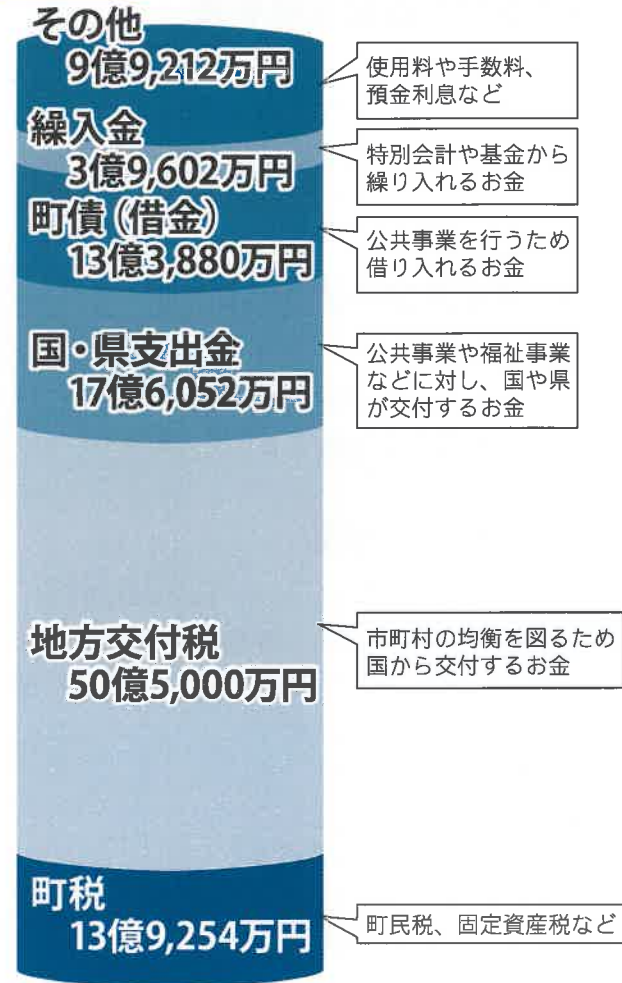 その他
9億9,212万円
使用料や手数料、
預金利息など
繰入金
3億9,602万円
特別会計や基金から
繰り入れるお金
町債(借金)
13億3,880万円
公共事業を行うため
借り入れるお金
国・県支出金
17億6,052万円
公共事業や福祉事業
などに対し、国や県
が交付するお金
地方交付税
50億5,000万円
市町村の均衡を図るため
国から交付するお金
町税
13億9,254万円
町民税、固定資産税など